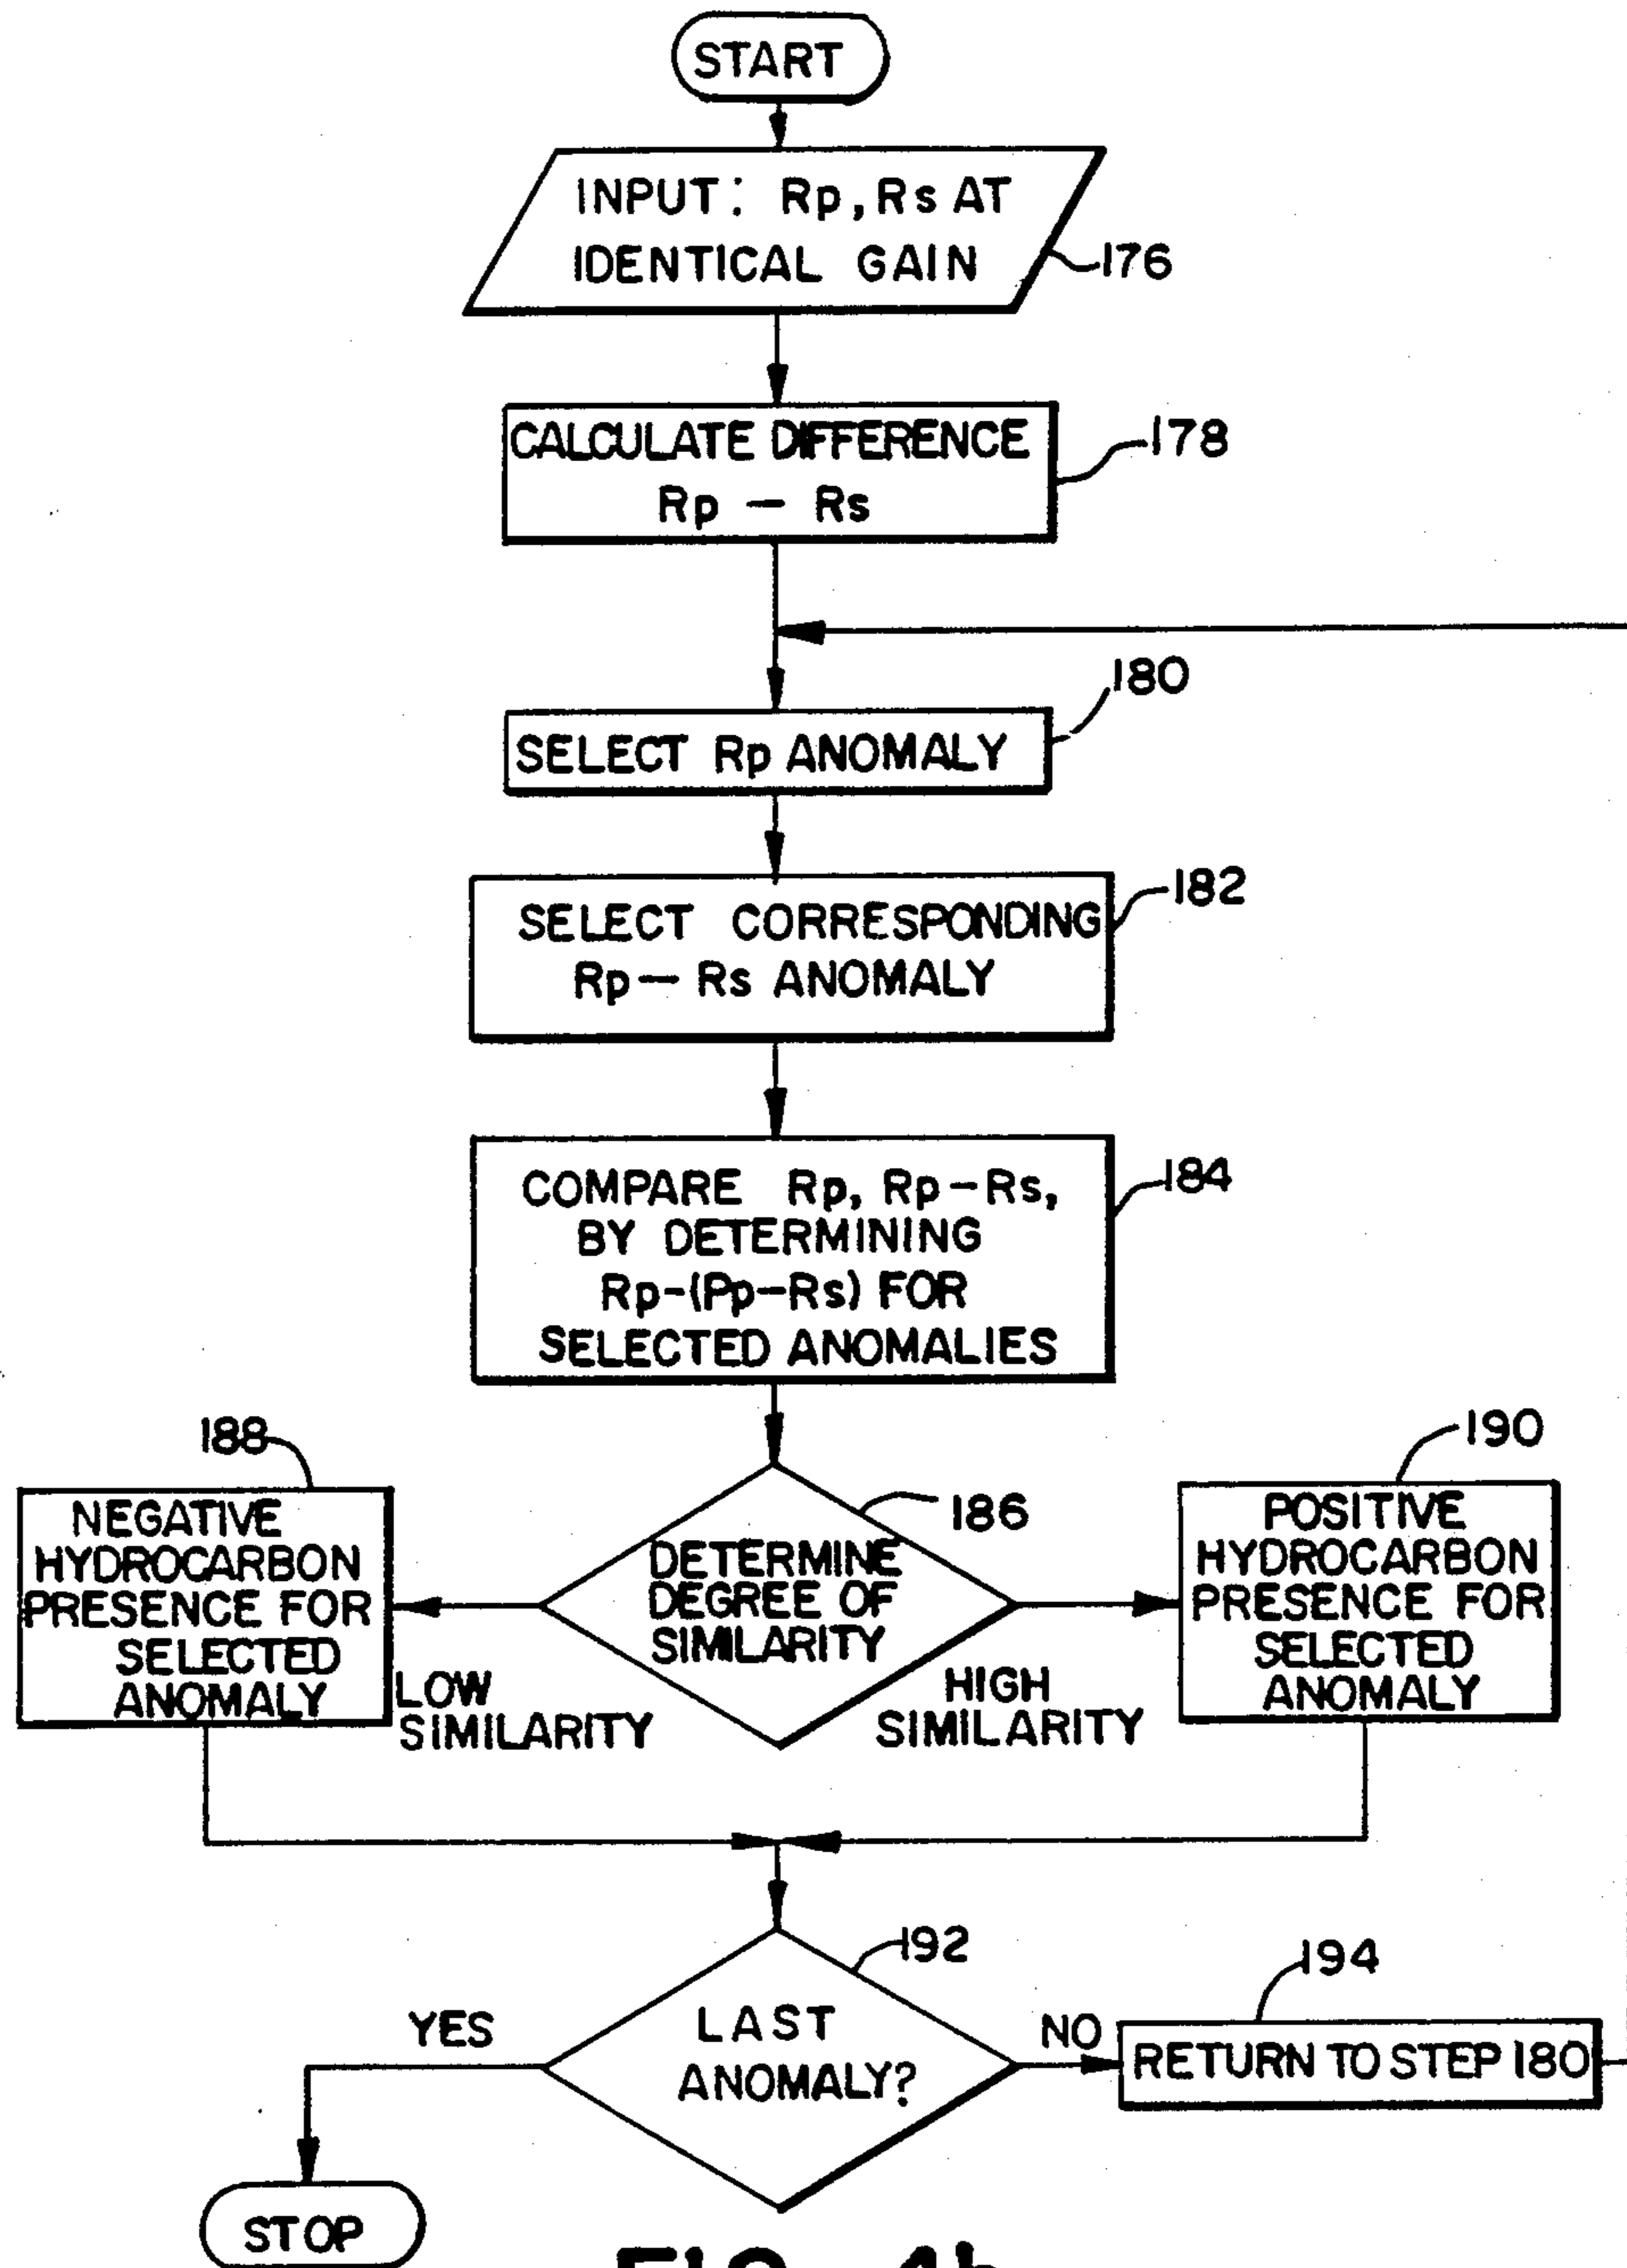 START
INPUT: Rp, Rs AT
IDENTICAL GAIN
176
CALCULATE DIFFERENCE
Rp — Rs
178
180
SELECT Rp ANOMALY
182
SELECT CORRESPONDING
Rp — Rs ANOMALY
184
COMPARE Rp, Rp-Rs,
BY DETERMINING
Rp-(Pp-Rs) FOR
SELECTED ANOMALIES
188
NEGATIVE
HYDROCARBON
PRESENCE FOR
SELECTED
ANOMALY
186
DETERMINE
DEGREE OF
SIMILARITY
190
POSITIVE
HYDROCARBON
PRESENCE FOR
SELECTED
ANOMALY
LOW
SIMILARITY
HIGH
SIMILARITY
192
LAST
ANOMALY?
YES
NO
194
RETURN TO STEP 180
STOP
FIG. 4b